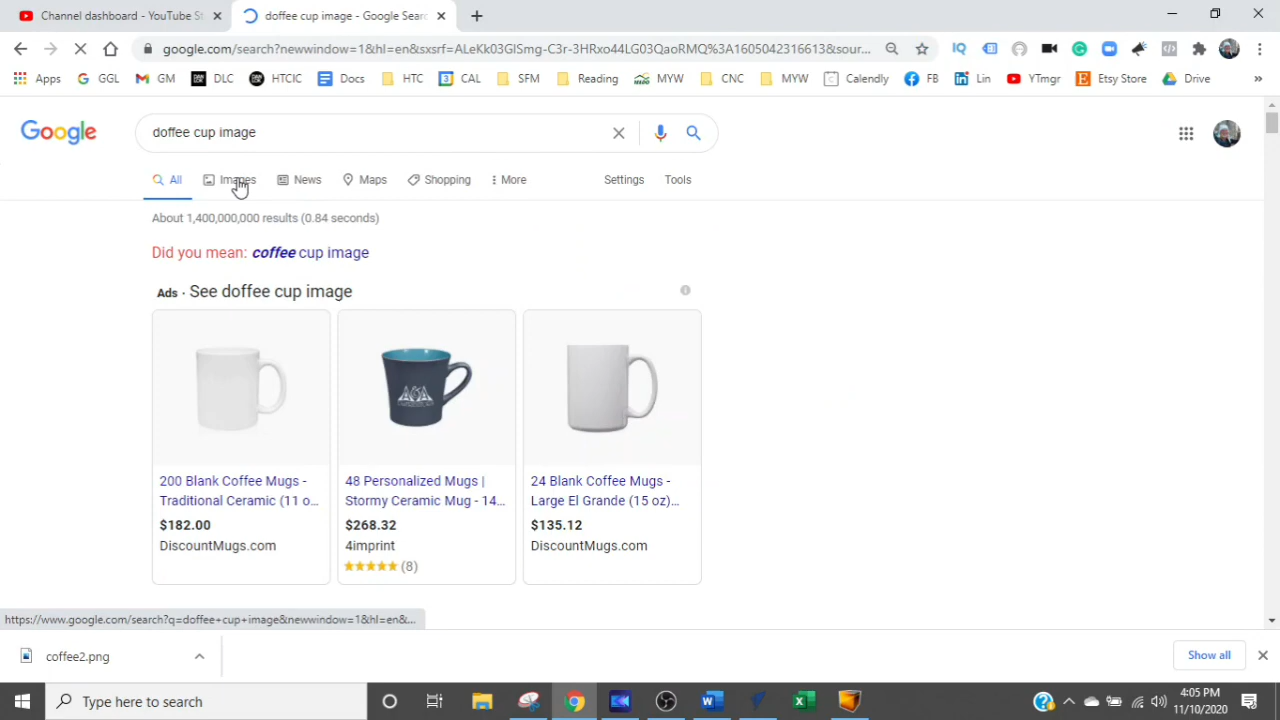 Channel dashboard - YouTube St
doffee cup image - Google Sear
google.com/search?newwindow=1&hl=en&sxsrf=ALeKk03GlSmg-C3r-3HRxo44LG03QaoRMQ%3A1605042316613&sour...
Apps GGL GM DLC HTCIC Docs HTC CAL SFM Reading MYW CNC MYW Calendly FB Lin YTmgr Etsy Store Drive »
Google doffee cup image
All Images News Maps Shopping More Settings Tools
About 1,400,000,000 results (0.84 seconds)
Did you mean: coffee cup image
Ads · See doffee cup image
200 Blank Coffee Mugs -
Traditional Ceramic (11 o...
$182.00
DiscountMugs.com
48 Personalized Mugs |
Stormy Ceramic Mug - 14...
$268.32
4imprint
(8)
24 Blank Coffee Mugs -
Large El Grande (15 oz)...
$135.12
DiscountMugs.com
https://www.google.com/search?q=doffee+cup+image&newwindow=1&hl=en&...
coffee2.png
Show all
Type here to search
4:05 PM
11/10/2020